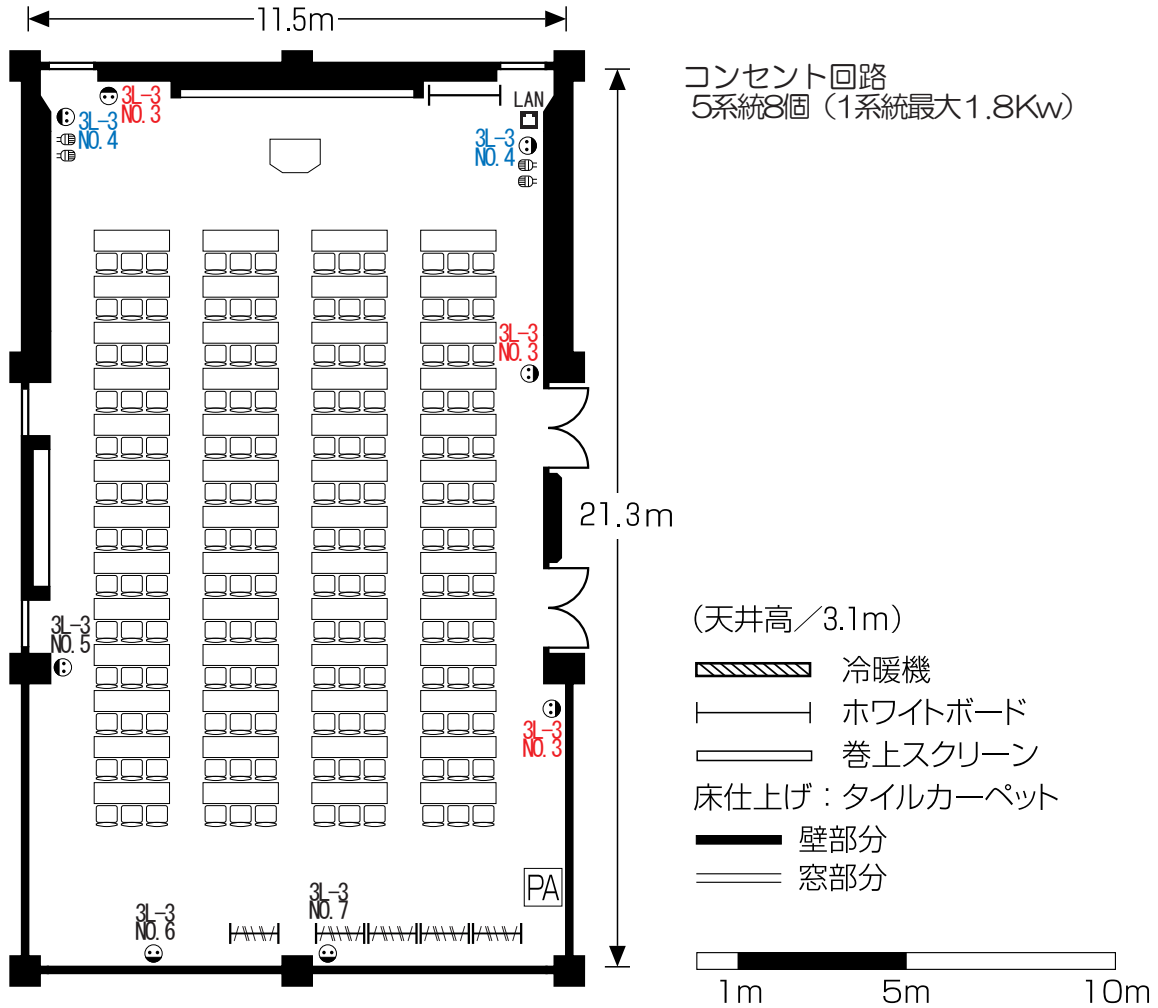 11.5m
コンセント回路
5系統8個（1系統最大1.8Kw）
3L-3
NO.3
3L-3
NO.4
LAN
3L-3
NO.4
3L-3
NO.3
21.3m
3L-3
NO.5
3L-3
NO.3
PA
3L-3
NO.6
3L-3
NO.7
(天井高／3.1m)
冷暖機
ホワイトボード
巻上スクリーン
床仕上げ：タイルカーペット
壁部分
窓部分
1m 5m 10m